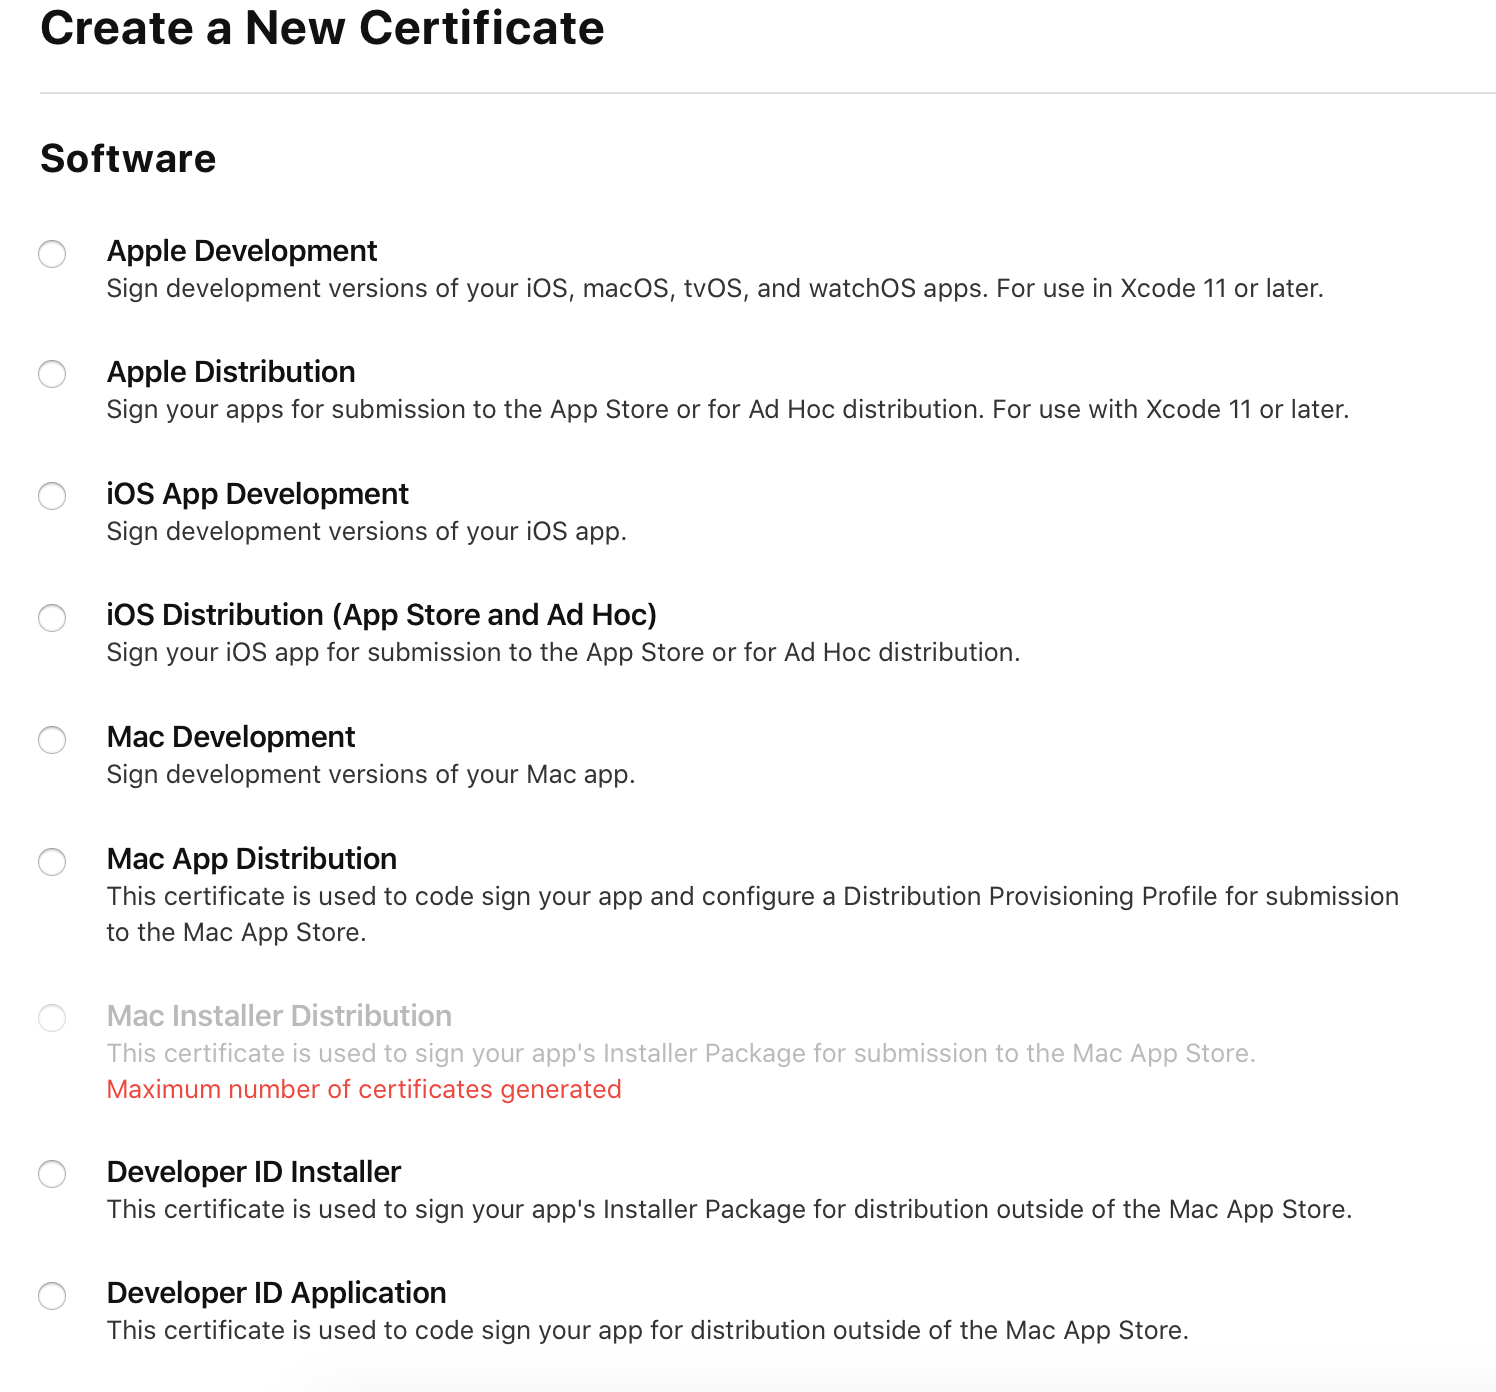 Create a New Certificate
Software
Apple Development
Sign development versions of your iOS, macOS, tvOS, and watchOS apps. For use in Xcode 11 or later.
Apple Distribution
Sign your apps for submission to the App Store or for Ad Hoc distribution. For use with Xcode 11 or later.
iOS App Development
Sign development versions of your iOS app.
iOS Distribution (App Store and Ad Hoc)
Sign your iOS app for submission to the App Store or for Ad Hoc distribution.
Mac Development
Sign development versions of your Mac app.
Mac App Distribution
This certificate is used to code sign your app and configure a Distribution Provisioning Profile for submission
to the Mac App Store.
Mac Installer Distribution
This certificate is used to sign your app's Installer Package for submission to the Mac App Store.
Maximum number of certificates generated
Developer ID Installer
This certificate is used to sign your app's Installer Package for distribution outside of the Mac App Store.
Developer ID Application
This certificate is used to code sign your app for distribution outside of the Mac App Store.